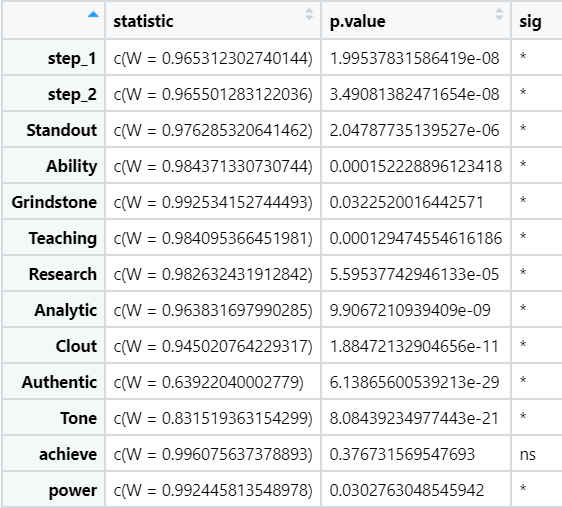 statistic p.value sig
step_1 c(W = 0.965312302740144) 1.99537831586419e-08 *
step_2 c(W = 0.965501283122036) 3.49081382471654e-08 *
Standout c(W = 0.976285320641462) 2.04787735139527e-06 *
Ability c(W = 0.984371330730744) 0.000152228896123418 *
Grindstone c(W = 0.992534152744493) 0.0322520016442571 *
Teaching c(W = 0.984095366451981) 0.000129474554616186 *
Research c(W = 0.982632431912842) 5.59537742946133e-05 *
Analytic c(W = 0.963831697990285) 9.9067210939409e-09 *
Clout c(W = 0.945020764229317) 1.88472132904656e-11 *
Authentic c(W = 0.63922040002779) 6.13865600539213e-29 *
Tone c(W = 0.831519363154299) 8.08439234977443e-21 *
achieve c(W = 0.996075637378893) 0.376731569547693 ns
power c(W = 0.992445813548978) 0.0302763048545942 *